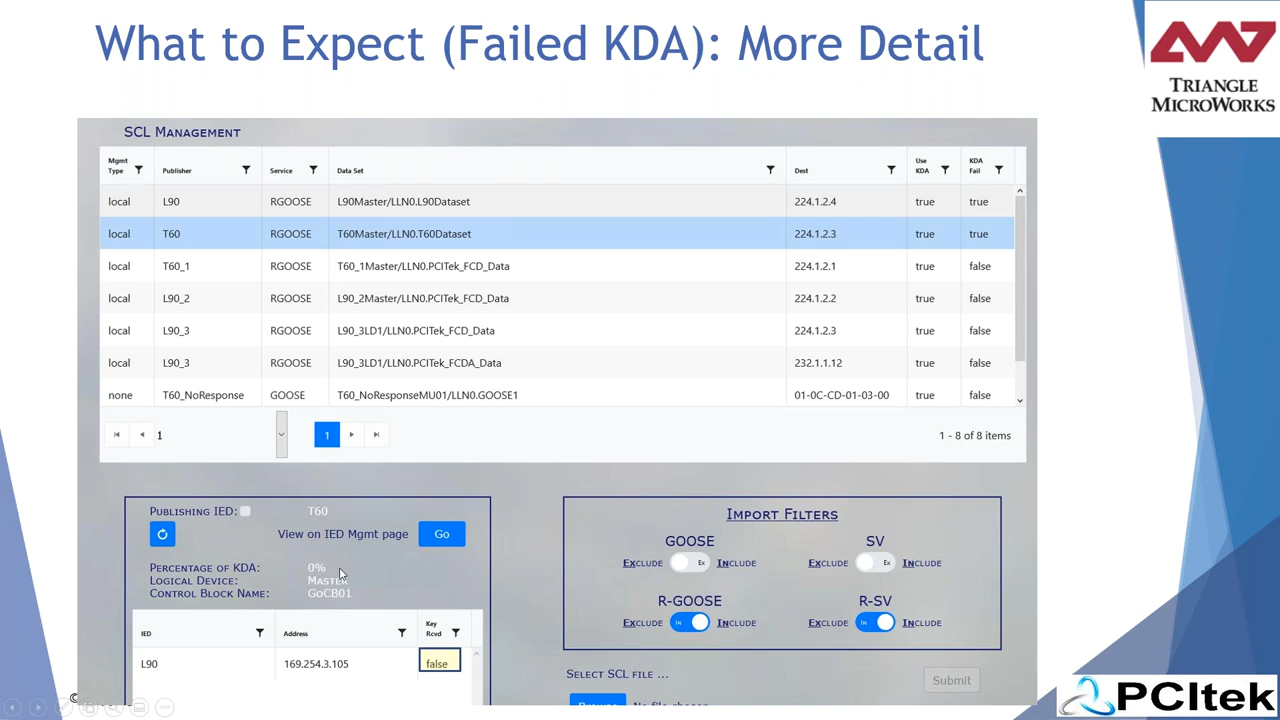 What to Expect (Failed KDA): More Detail
TRIANGLE
MICROWORKS
SCL MANAGEMENT
Mgmt Type Publisher Service Data Set Dest Use KDA KDA Fail
local L90 RGOOSE L90Master/LLN0.L90Dataset 224.1.2.4 true true
local T60 RGOOSE T60Master/LLN0.T60Dataset 224.1.2.3 true true
local T60_1 RGOOSE T60_1Master/LLN0.PCITek_FCD_Data 224.1.2.1 true false
local L90_2 RGOOSE L90_2Master/LLN0.PCITek_FCD_Data 224.1.2.2 true false
local L90_3 RGOOSE L90_3LD1/LLN0.PCITek_FCD_Data 224.1.2.3 true false
local L90_3 RGOOSE L90_3LD1/LLN0.PCITek_FCDA_Data 232.1.1.12 true false
none T60_NoResponse GOOSE T60_NoResponseMU01/LLN0.GOOSE1 01-0C-CD-01-03-00 true false
1 1 1 - 8 of 8 items
PUBLISHING IED: T60
View on IED Mgmt page Go
PERCENTAGE OF KDA: 0%
LOGICAL DEVICE: MASTER
CONTROL BLOCK NAME: GOCB01
IED Address Key Rcvd
L90 169.254.3.105 false
IMPORT FILTERS
GOOSE SV
EXCLUDE Ex INCLUDE EXCLUDE Ex INCLUDE
R-GOOSE R-SV
EXCLUDE IN INCLUDE EXCLUDE IN INCLUDE
SELECT SCL FILE ... Submit
©
PCItek